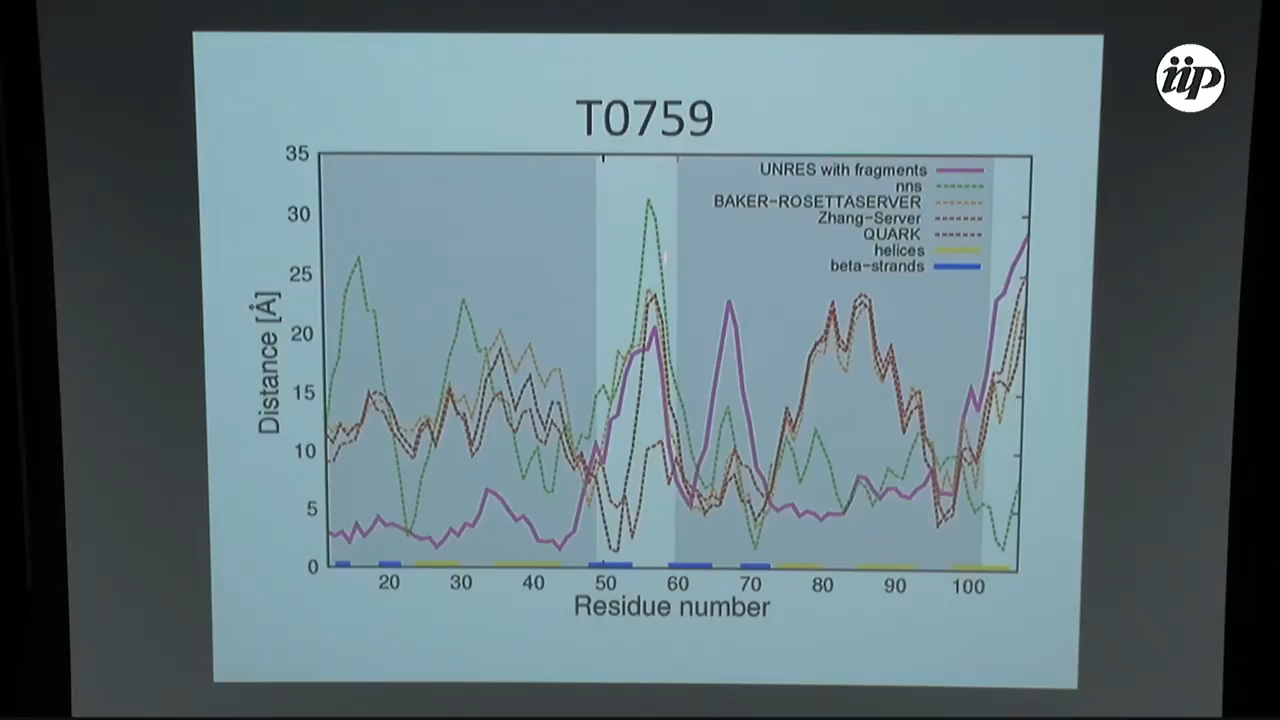 iip
T0759
35
30
25
20
15
10
5
0
Distance [Å]
UNRES with fragments
nns
BAKER-ROSETTASERVER
Zhang-Server
QUARK
helices
beta-strands
20 30 40 50 60 70 80 90 100
Residue number